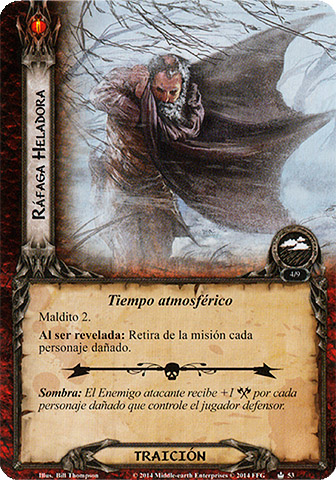 RÁFAGA HELADORA
4/9
Tiempo atmosférico
Maldito 2.
Al ser revelada: Retira de la misión cada
personaje dañado.
Sombra: El Enemigo atacante recibe +1 por cada
personaje dañado que controle el jugador defensor.
TRAICIÓN
Illus. Bill Thompson
© 2014 Middle-earth Enterprises © 2014 FFG
53